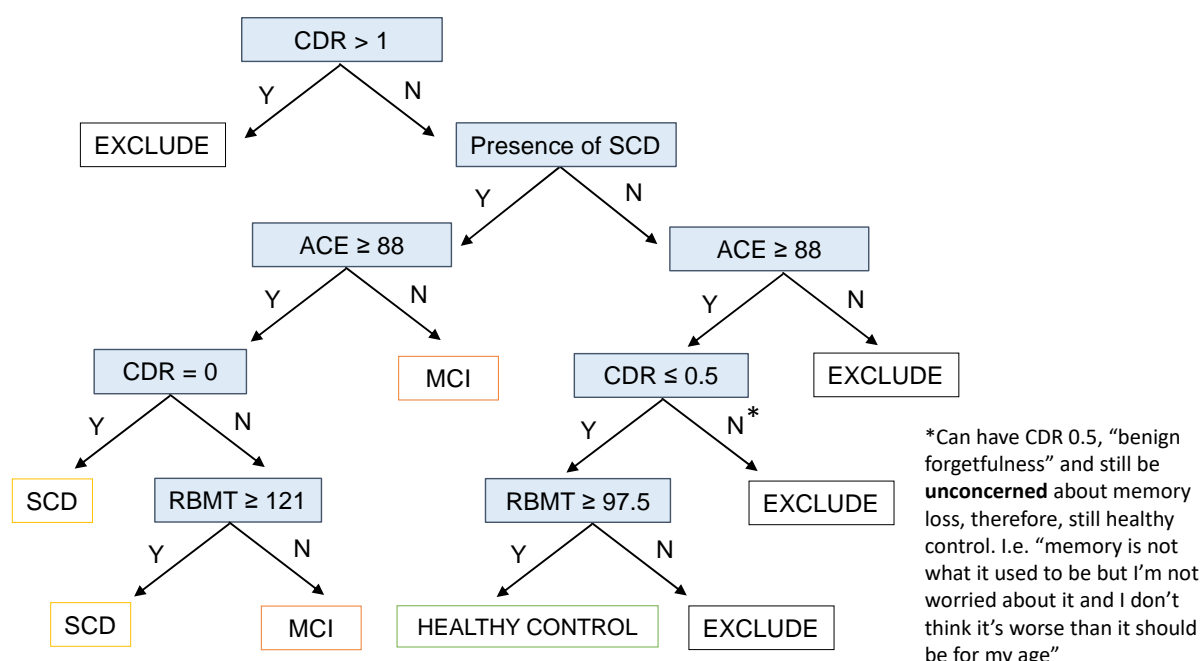 CDR > 1
Y
N
EXCLUDE
Presence of SCD
Y
N
ACE ≥ 88
ACE ≥ 88
Y
N
Y
N
CDR = 0
MCI
CDR ≤ 0.5
EXCLUDE
Y
N
Y
N*
SCD
RBMT ≥ 121
RBMT ≥ 97.5
EXCLUDE
Y
N
Y
N
SCD
MCI
HEALTHY CONTROL
EXCLUDE
*Can have CDR 0.5, “benign
forgetfulness” and still be
unconcerned about memory
loss, therefore, still healthy
control. I.e. “memory is not
what it used to be but I’m not
worried about it and I don’t
think it’s worse than it should
be for my age”